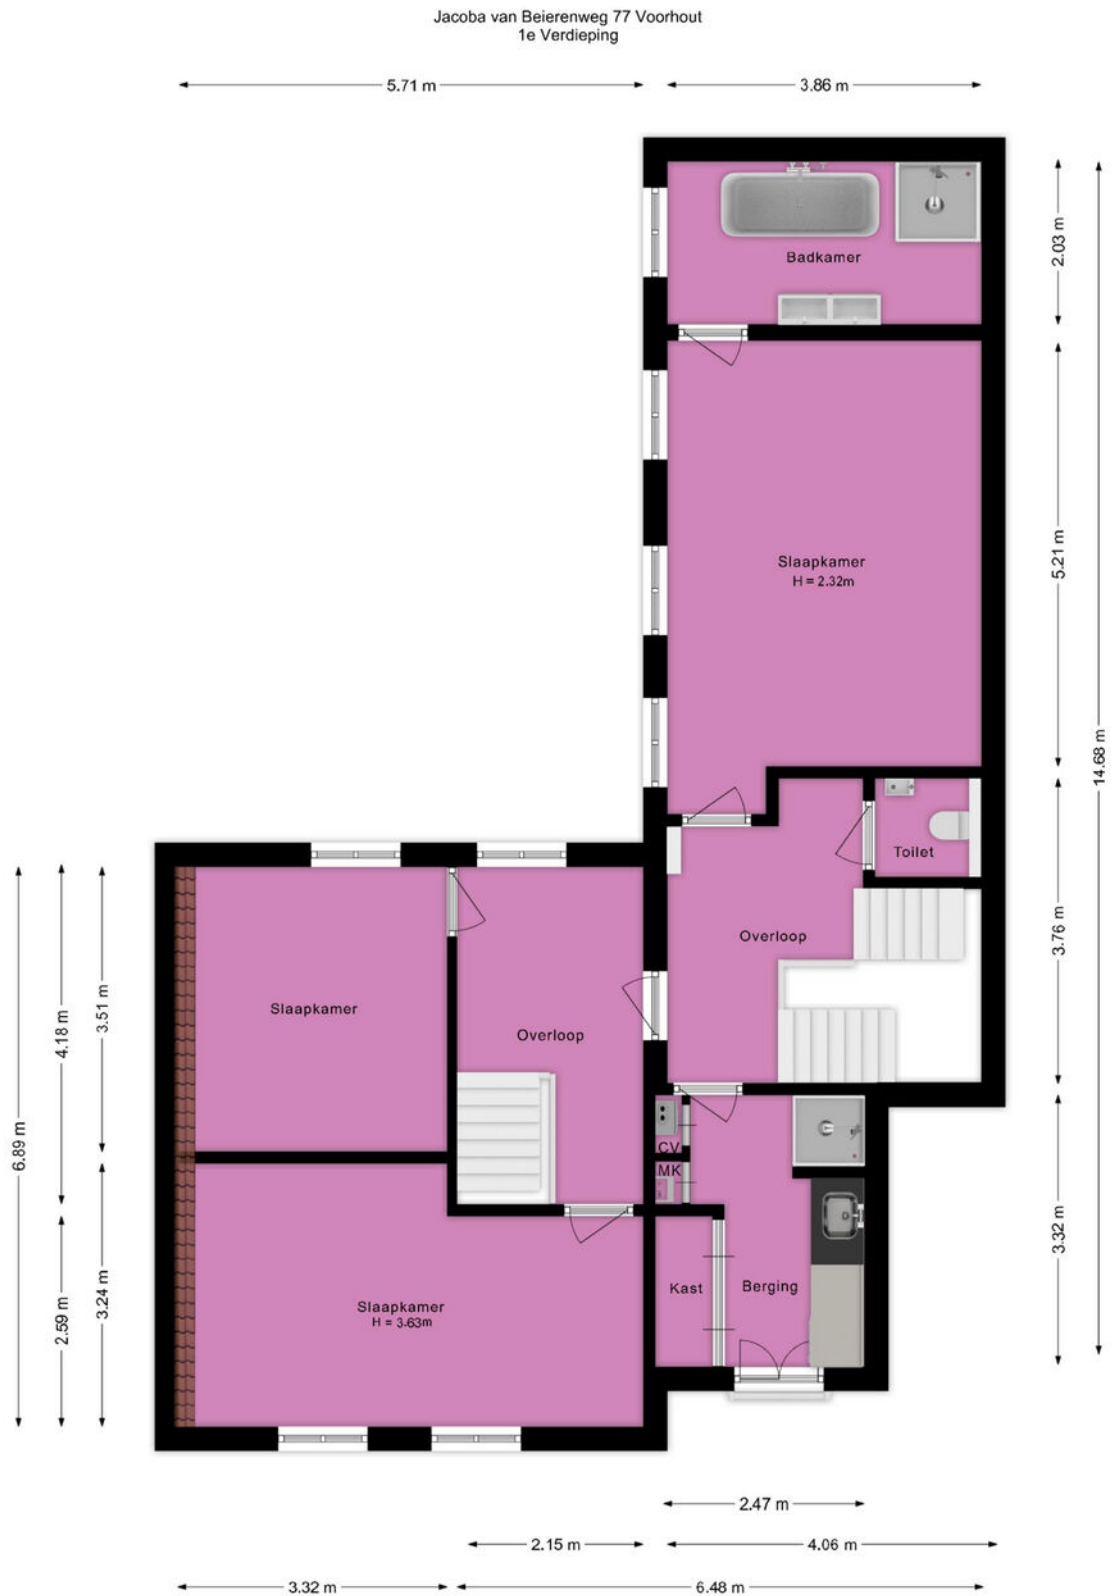 Jacoba van Beierenweg 77 Voorhout
1e Verdieping
5.71 m
3.86 m
Badkamer
2.03 m
Slaapkamer
H = 2.32m
5.21 m
14.68 m
Toilet
Overloop
3.76 m
Slaapkamer
Overloop
3.51 m
4.18 m
6.89 m
CV
MK
Kast
Berging
3.32 m
Slaapkamer
H = 3.63m
3.24 m
2.59 m
2.47 m
2.15 m
4.06 m
3.32 m
6.48 m